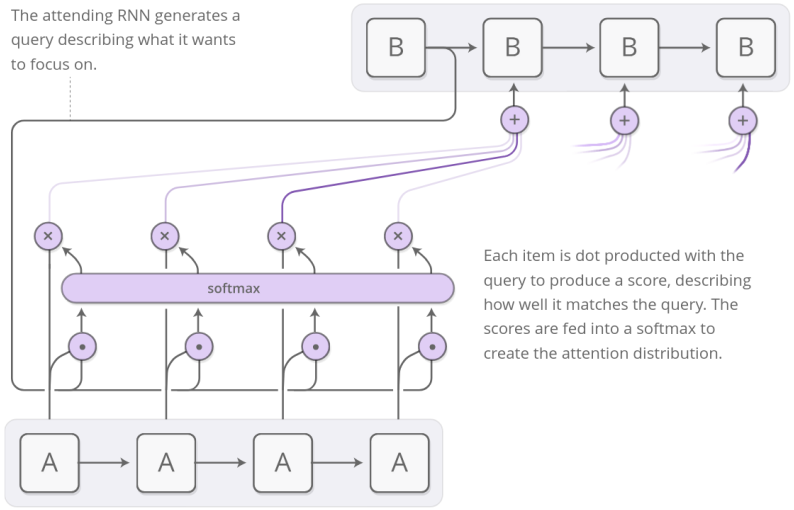 The attending RNN generates a
query describing what it wants
to focus on.
B B B B
+ + +
× × × ×
Each item is dot producted with the
query to produce a score, describing
how well it matches the query. The
scores are fed into a softmax to
create the attention distribution.
softmax
• • • •
A A A A